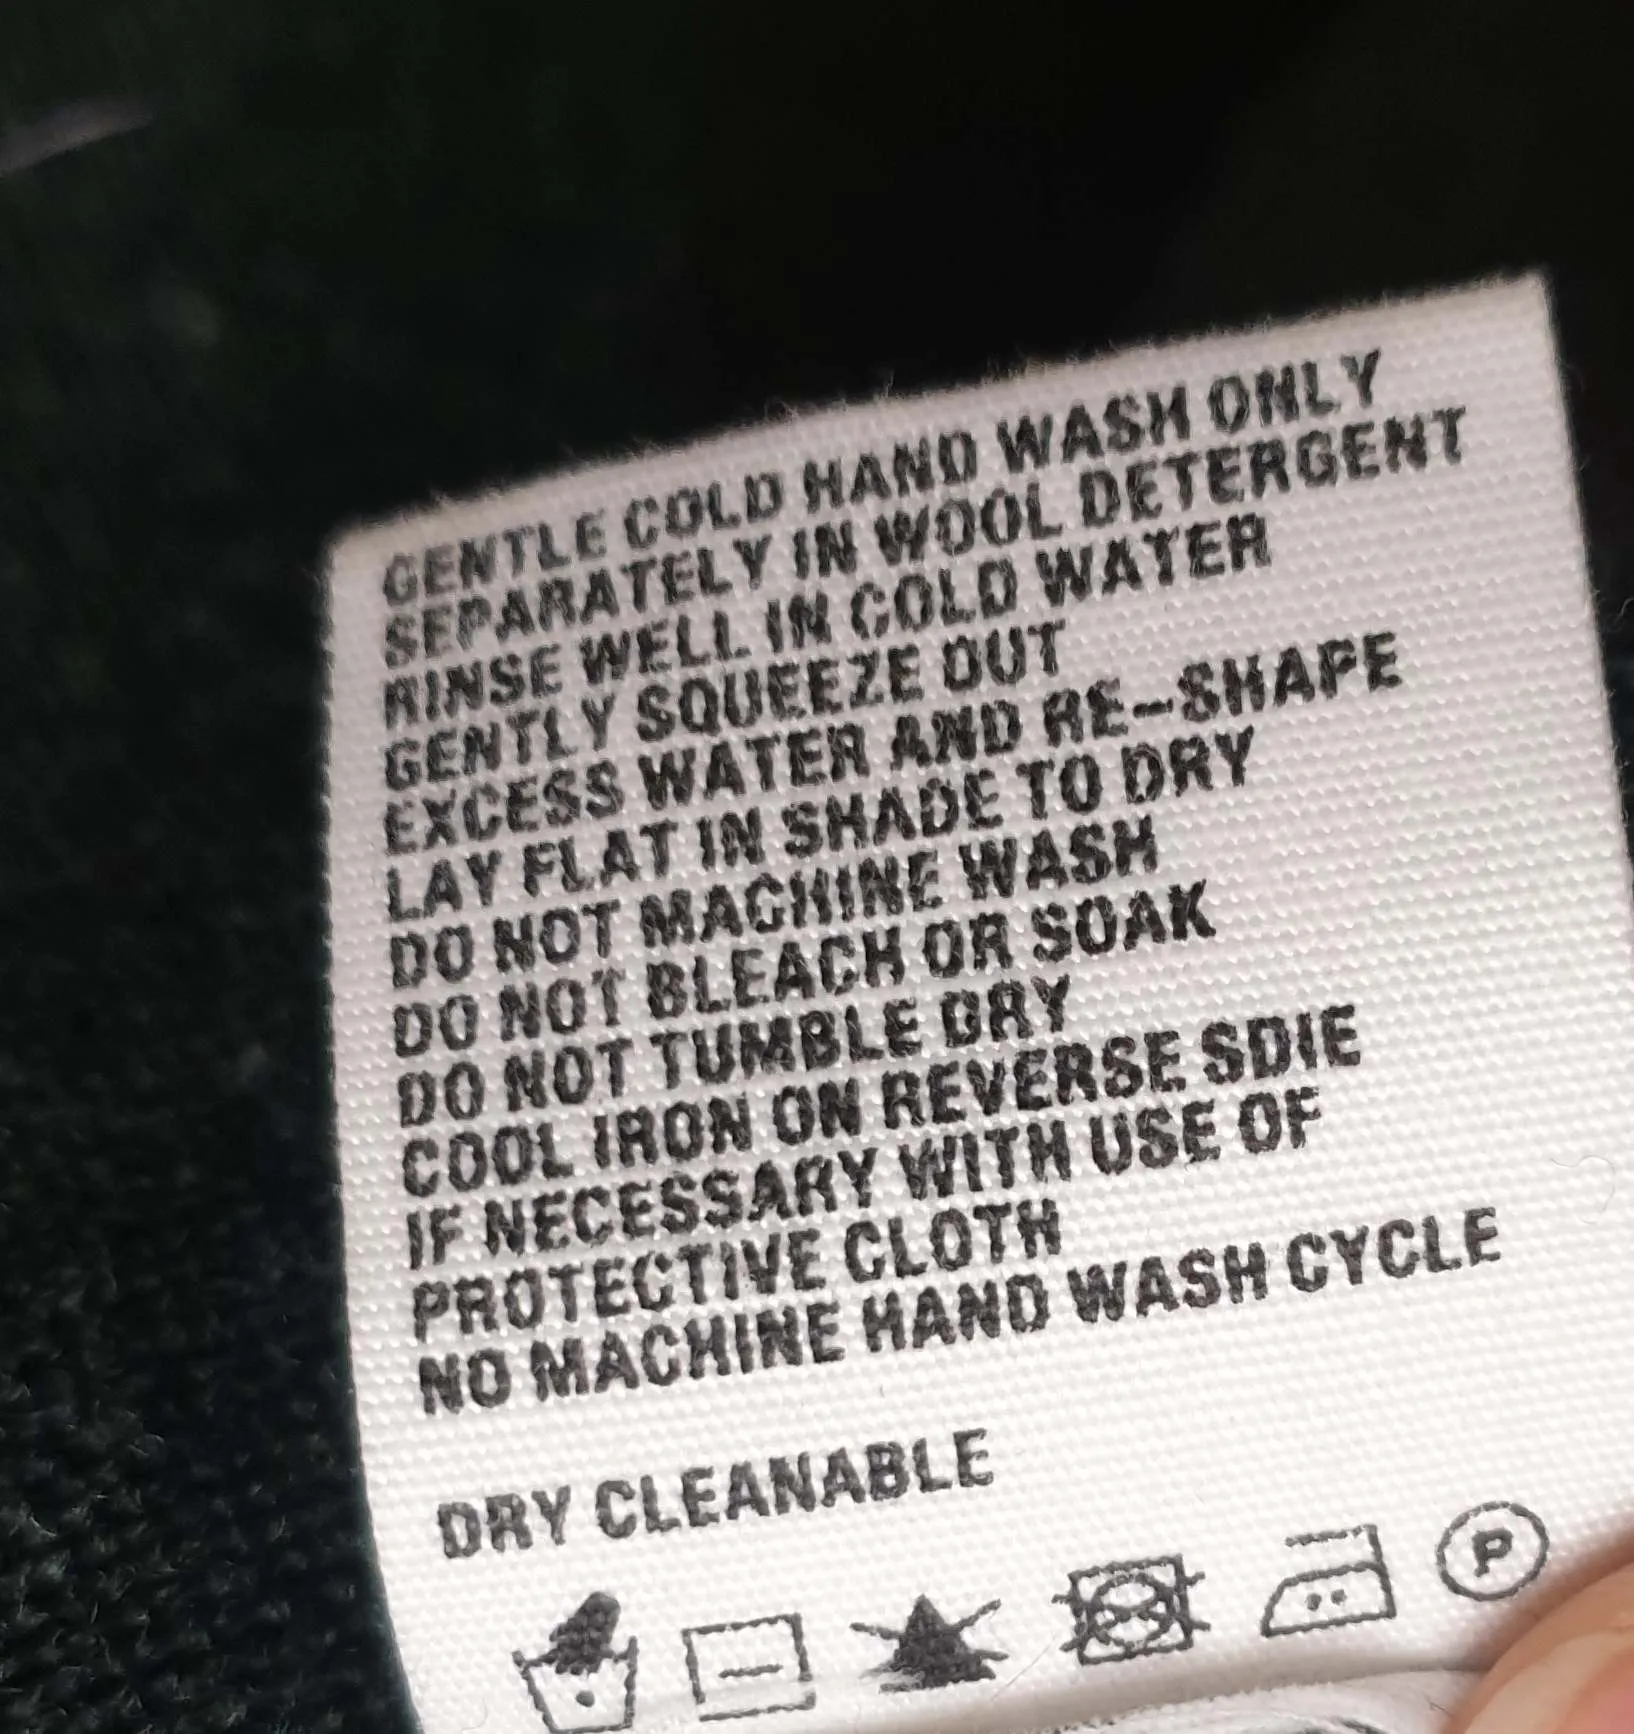 GENTLE COLD HAND WASH ONLY
SEPARATELY IN WOOL DETERGENT
RINSE WELL IN COLD WATER
GENTLY SQUEEZE OUT
EXCESS WATER AND RE-SHAPE
LAY FLAT IN SHADE TO DRY
DO NOT MACHINE WASH
DO NOT BLEACH OR SOAK
DO NOT TUMBLE DRY
COOL IRON ON REVERSE SDIE
IF NECESSARY WITH USE OF
PROTECTIVE CLOTH
NO MACHINE HAND WASH CYCLE
DRY CLEANABLE
P